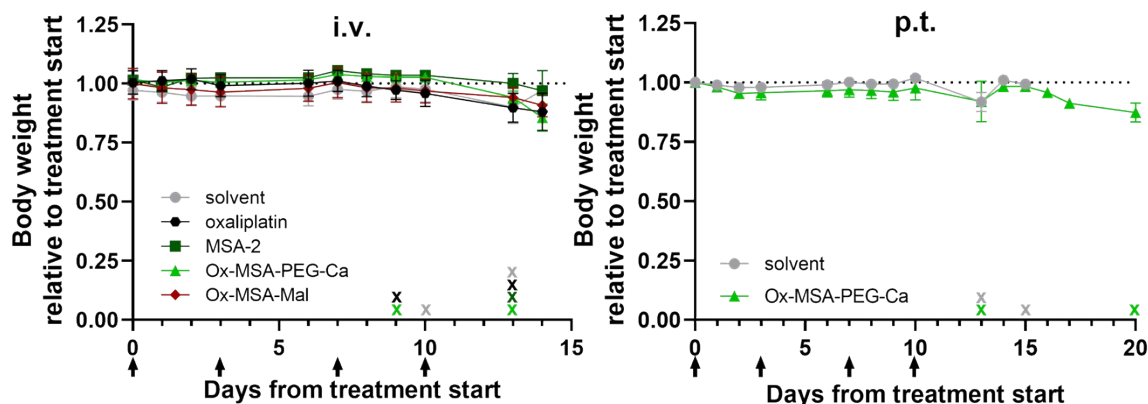 i.v.
Body weight
relative to treatment start
1.25
1.00
0.75
0.50
0.25
0.00
solvent
oxaliplatin
MSA-2
Ox-MSA-PEG-Ca
Ox-MSA-Mal
x
x x
x x
x x x
0 5 10 15
Days from treatment start
p.t.
Body weight
relative to treatment start
1.25
1.00
0.75
0.50
0.25
0.00
solvent
Ox-MSA-PEG-Ca
x
x x x
0 5 10 15 20
Days from treatment start